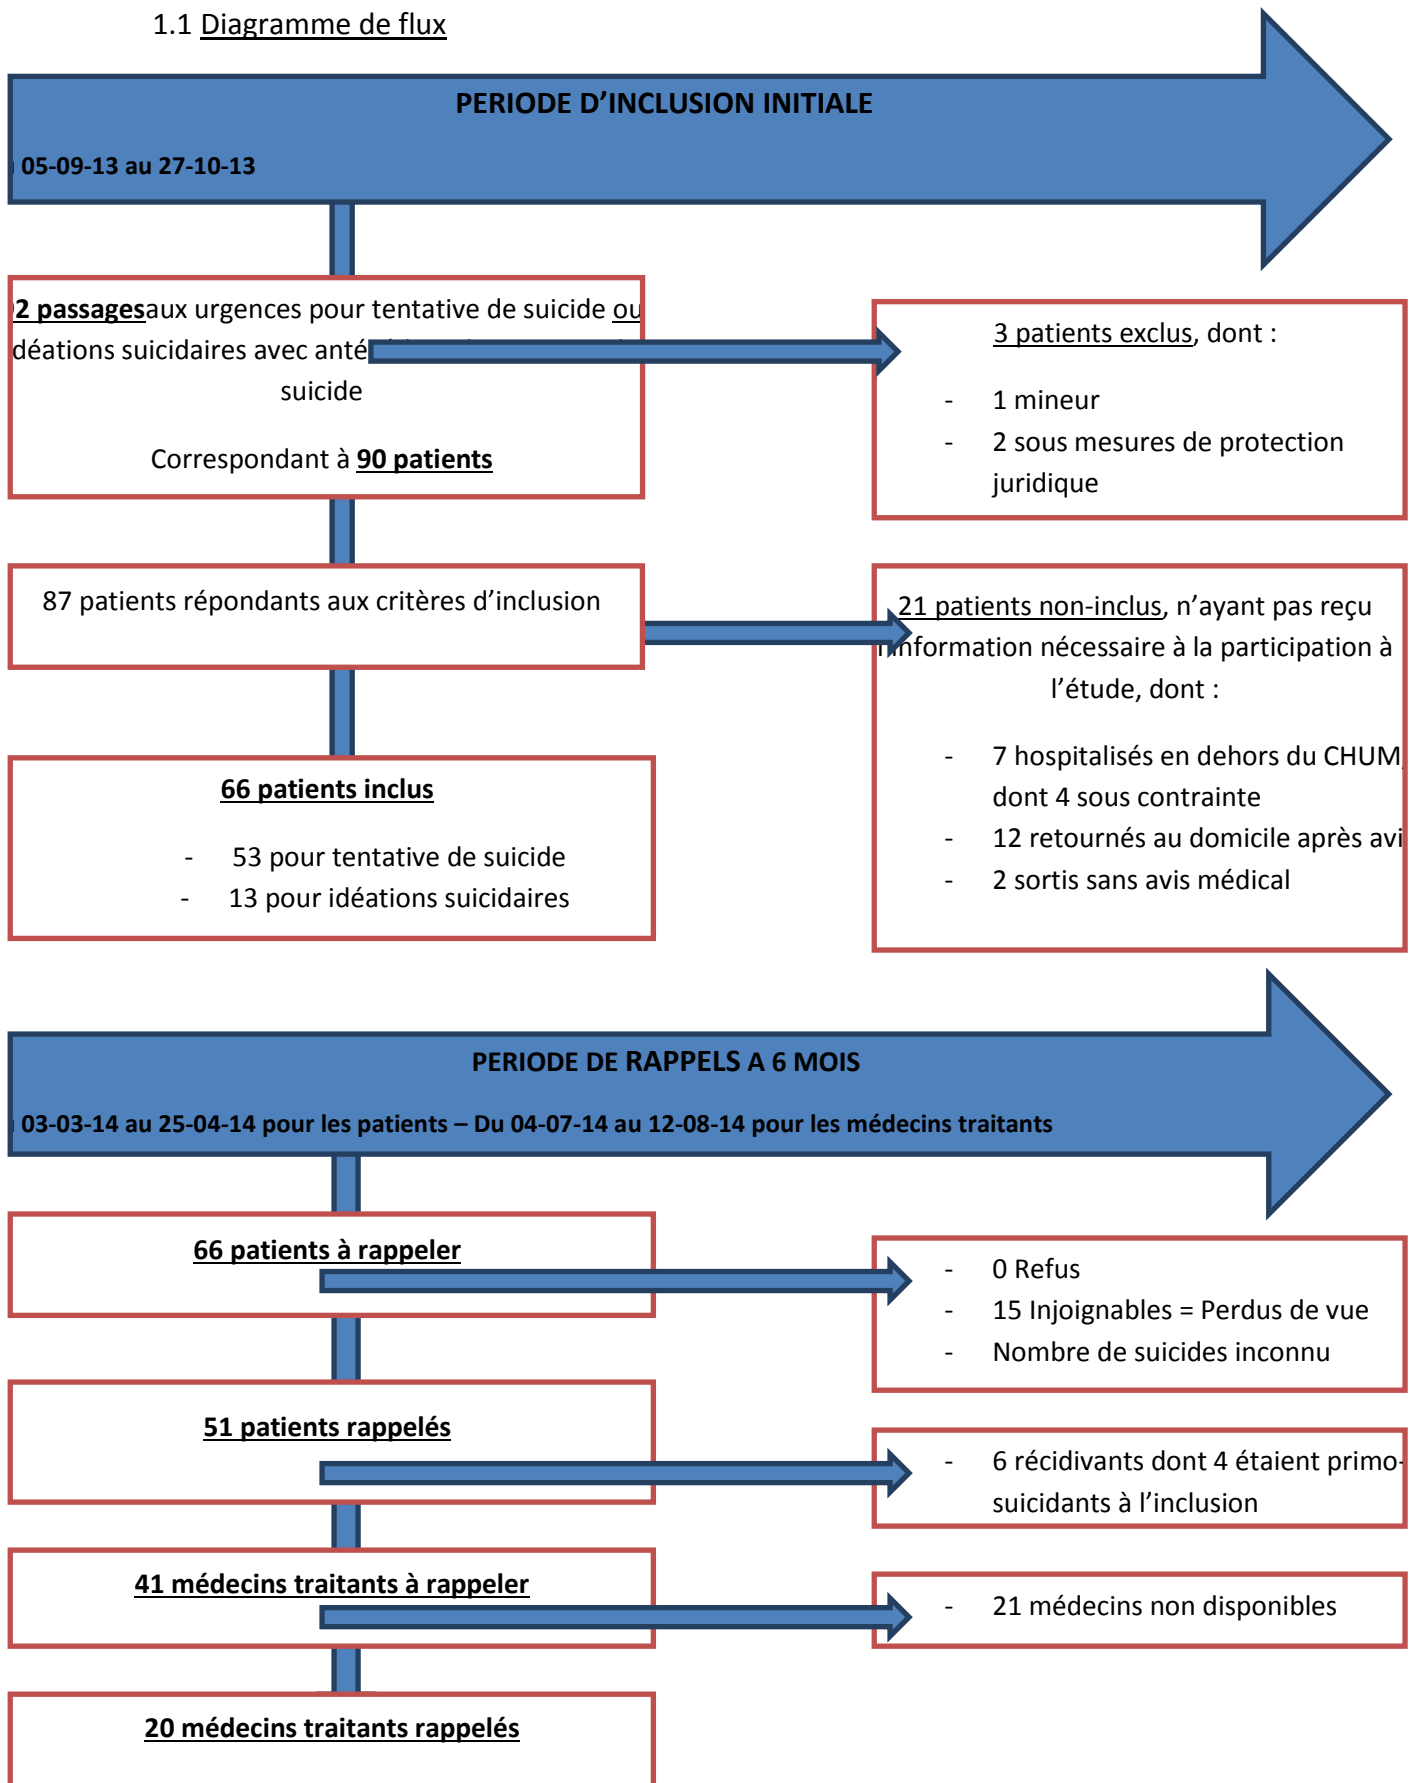 1.1 Diagramme de flux
PERIODE D’INCLUSION INITIALE
05-09-13 au 27-10-13
2 passagesaux urgences pour tentative de suicide ou
déations suicidaires avec anté
suicide
Correspondant à 90 patients
3 patients exclus, dont :
- 1 mineur
- 2 sous mesures de protection
juridique
87 patients répondants aux critères d’inclusion
21 patients non-inclus, n’ayant pas reçu
information nécessaire à la participation à
l’étude, dont :
- 7 hospitalisés en dehors du CHUM,
dont 4 sous contrainte
- 12 retournés au domicile après avi
- 2 sortis sans avis médical
66 patients inclus
- 53 pour tentative de suicide
- 13 pour idéations suicidaires
PERIODE DE RAPPELS A 6 MOIS
03-03-14 au 25-04-14 pour les patients – Du 04-07-14 au 12-08-14 pour les médecins traitants
66 patients à rappeler
- 0 Refus
- 15 Injoignables = Perdus de vue
- Nombre de suicides inconnu
51 patients rappelés
- 6 récidivants dont 4 étaient primo-
suicidants à l’inclusion
41 médecins traitants à rappeler
- 21 médecins non disponibles
20 médecins traitants rappelés